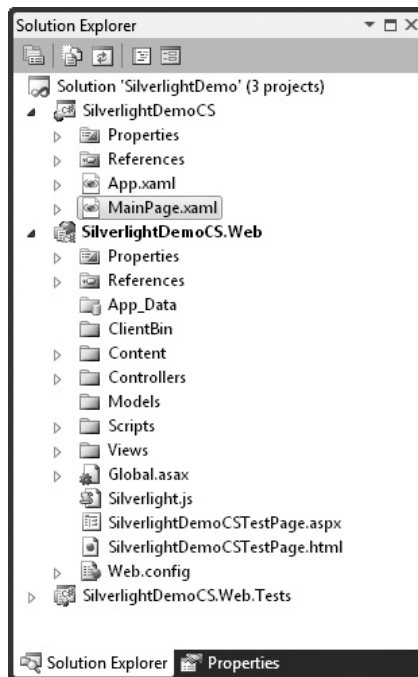 Solution Explorer
Solution 'SilverlightDemo' (3 projects)
SilverlightDemoCS
Properties
References
App.xaml
MainPage.xaml
SilverlightDemoCS.Web
Properties
References
App_Data
ClientBin
Content
Controllers
Models
Scripts
Views
Global.asax
Silverlight.js
SilverlightDemoCSTestPage.aspx
SilverlightDemoCSTestPage.html
Web.config
SilverlightDemoCS.Web.Tests
Solution Explorer Properties